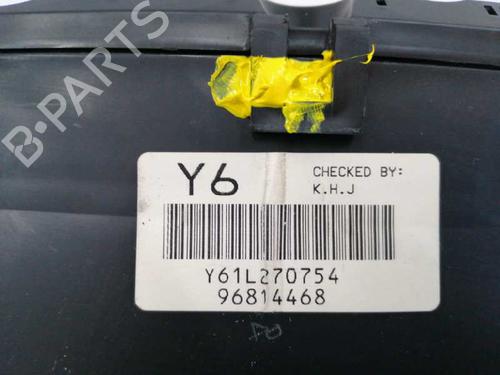 B-PARTS
Y6
CHECKED BY:
K.H.J
Y61L270754
96814468